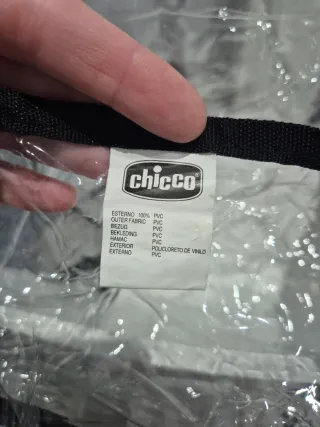 chicco
ESTERNO 100% PVC
OUTER FABRIC PVC
BEZUG PVC
BEKLEDING PVC
HAMAC PVC
EXTERIOR POLICLORETO DE VINILO
EXTERNO PVC